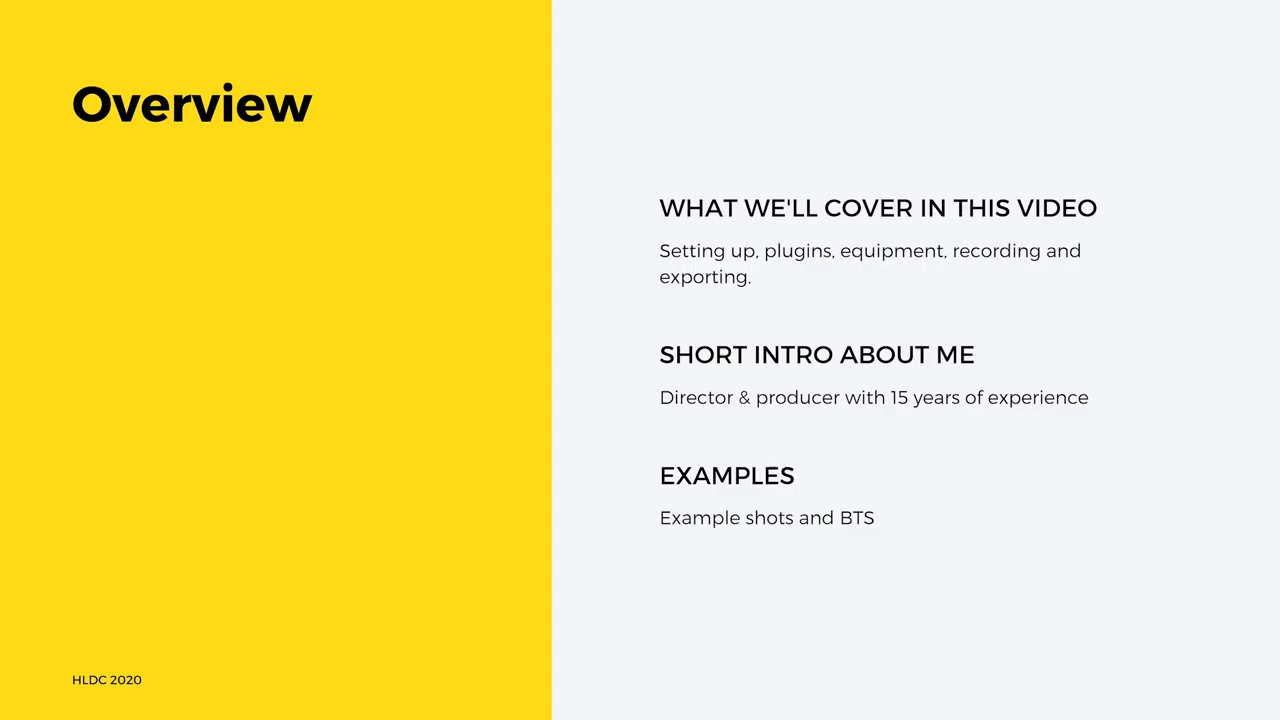 Overview
WHAT WE'LL COVER IN THIS VIDEO
Setting up, plugins, equipment, recording and
exporting.
SHORT INTRO ABOUT ME
Director & producer with 15 years of experience
EXAMPLES
Example shots and BTS
HLDC 2020